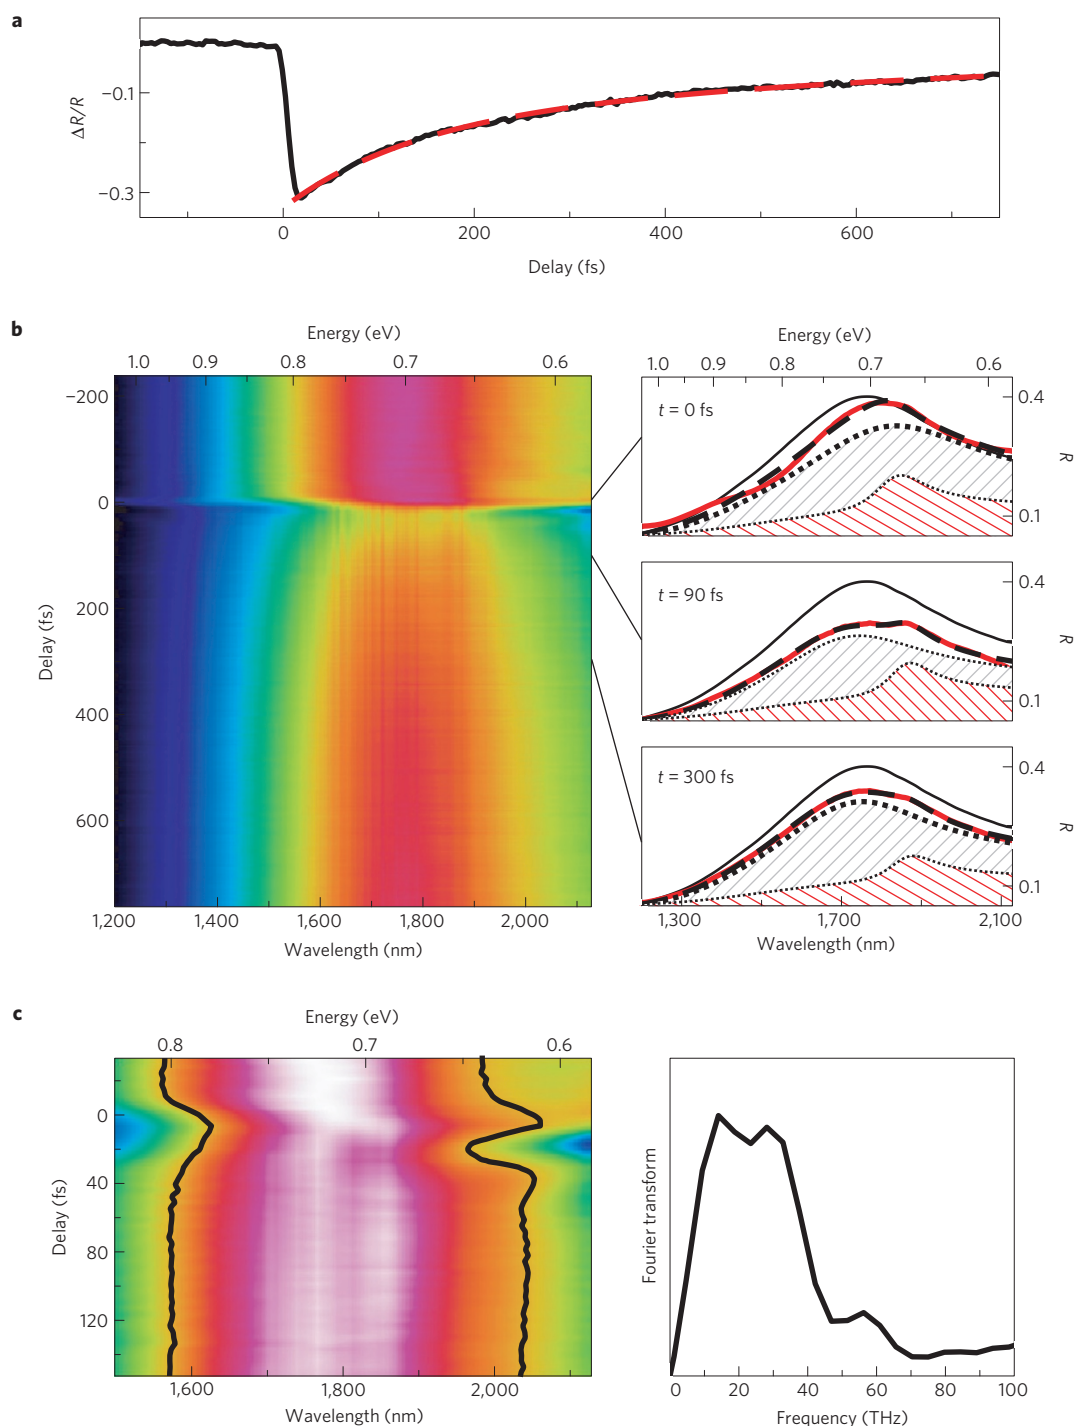 a
−0.1
−0.3
ΔR/R
0 200 400 600
Delay (fs)
b
Energy (eV)
1.0 0.9 0.8 0.7 0.6
−200
0
200
400
600
Delay (fs)
1,200 1,400 1,600 1,800 2,000
Wavelength (nm)
Energy (eV)
1.0 0.9 0.8 0.7 0.6
t = 0 fs
0.4
R
0.1
t = 90 fs
0.4
R
0.1
t = 300 fs
0.4
R
0.1
1,300 1,700 2,100
Wavelength (nm)
c
Energy (eV)
0.8 0.7 0.6
0
40
80
120
Delay (fs)
1,600 1,800 2,000
Wavelength (nm)
Fourier transform
0 20 40 60 80 100
Frequency (THz)